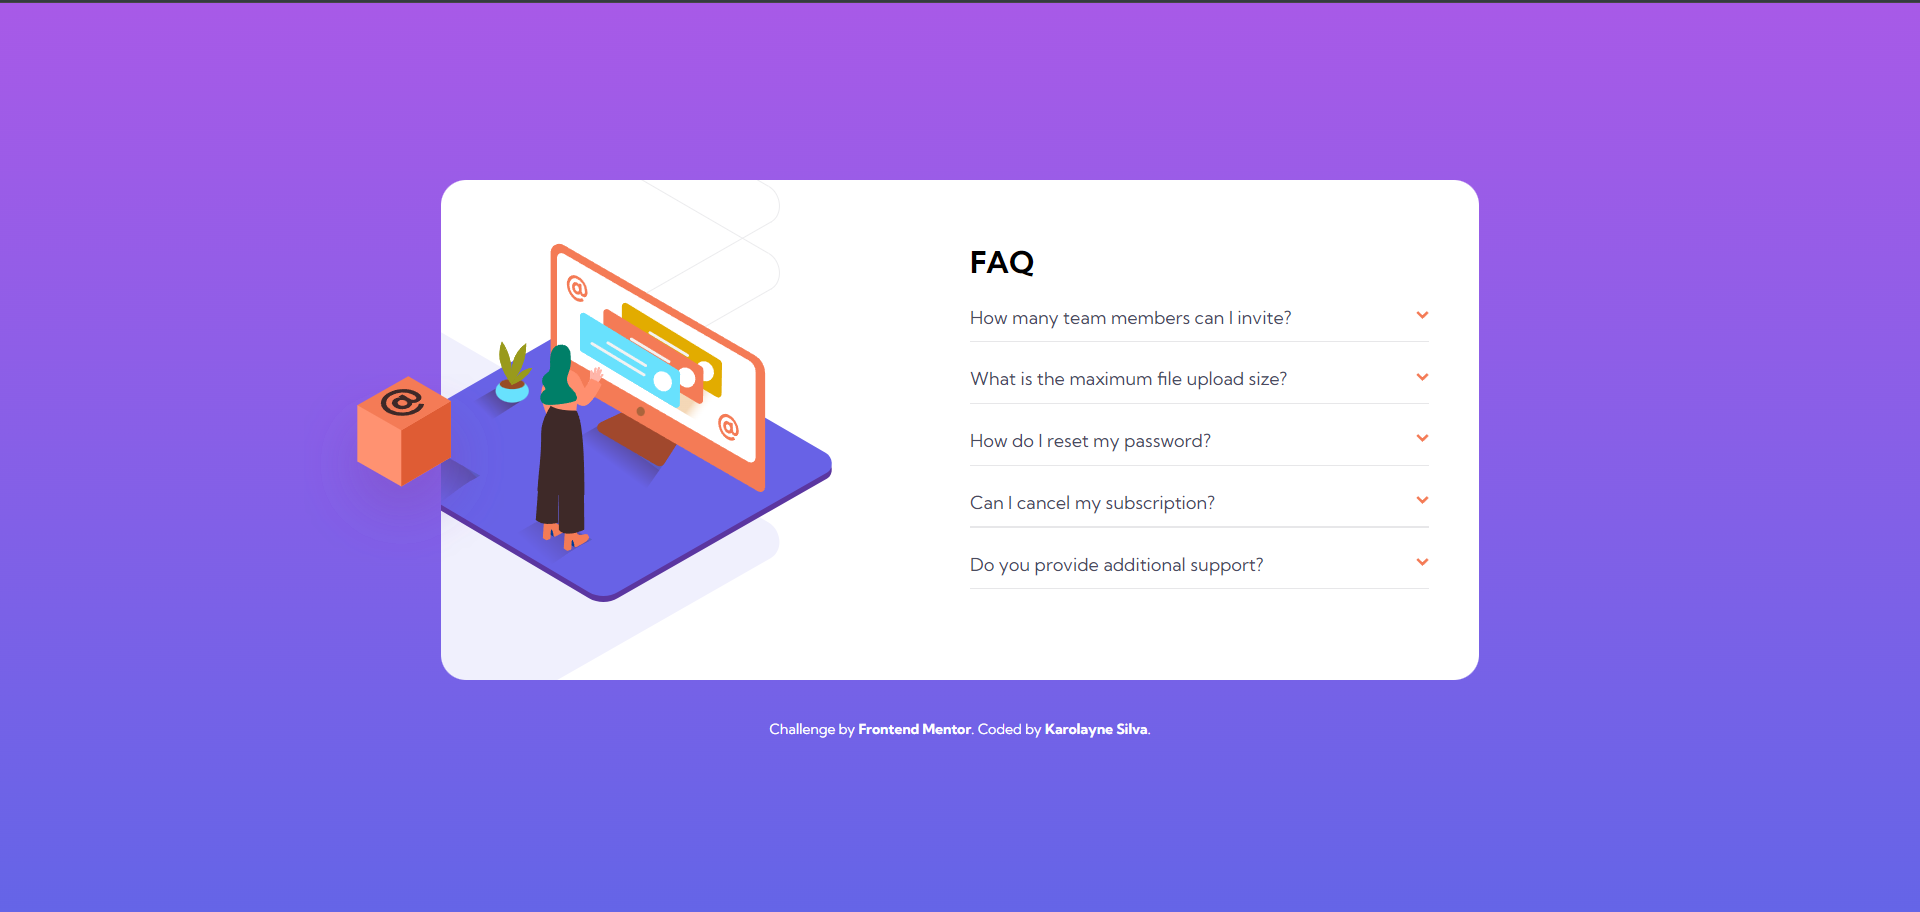 @
@
@
FAQ
How many team members can I invite?
What is the maximum file upload size?
How do I reset my password?
Can I cancel my subscription?
Do you provide additional support?
Challenge by Frontend Mentor. Coded by Karolayne Silva.